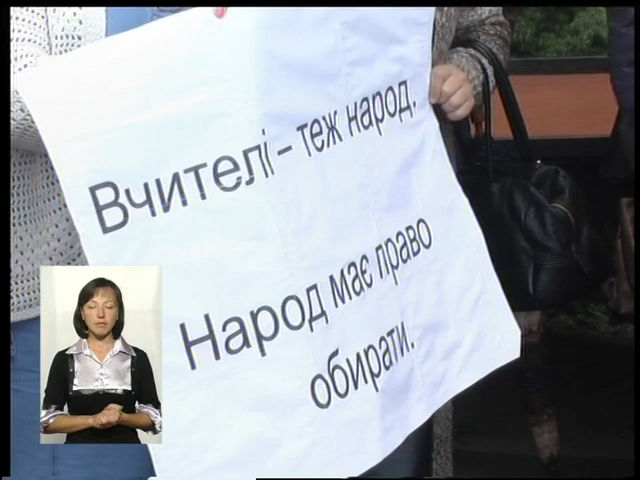 Вчителі – теж народ.
Народ має право
обирати.